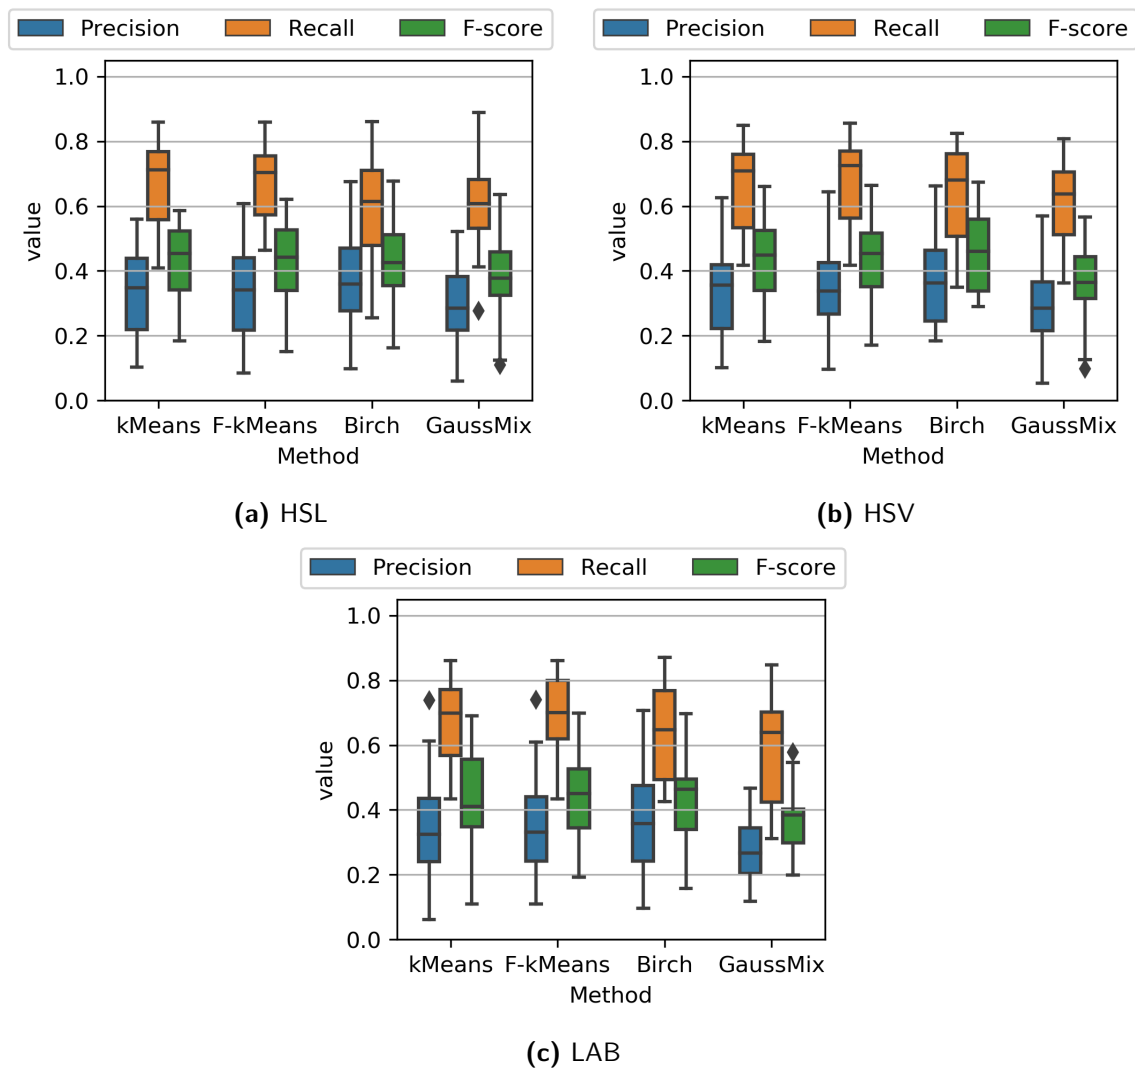 Precision Recall F-score
1.0
0.8
0.6
0.4
0.2
0.0
value
kMeans F-kMeans Birch GaussMix
Method
(a) HSL
Precision Recall F-score
1.0
0.8
0.6
0.4
0.2
0.0
value
kMeans F-kMeans Birch GaussMix
Method
(b) HSV
Precision Recall F-score
1.0
0.8
0.6
0.4
0.2
0.0
value
kMeans F-kMeans Birch GaussMix
Method
(c) LAB